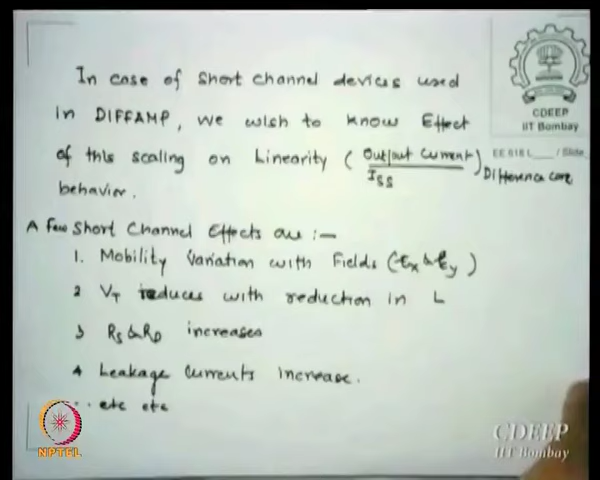 In case of short channel devices used
in DIFFAMP, we wish to know Effect
of this scaling on Linearity ( Output Current / ISS ) Difference case
behavior.
A few Short Channel Effects are :-
1. Mobility Variation with Fields (Ex & Ey)
2 VT reduces with reduction in L
3 RS & RD increases
4 Leakage currents increase.
.. etc etc
CDEEP
IIT Bombay
EE 618 L___ / Slide
NPTEL
CDEEP
IIT Bombay